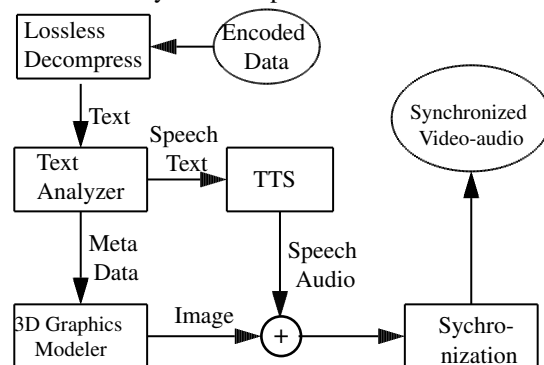 Lossless
Decompress
Encoded
Data
Text
Speech
Text
Text
Analyzer
TTS
Synchronized
Video-audio
Meta
Data
Speech
Audio
3D Graphics
Modeler
Image
+
Sychro-
nization